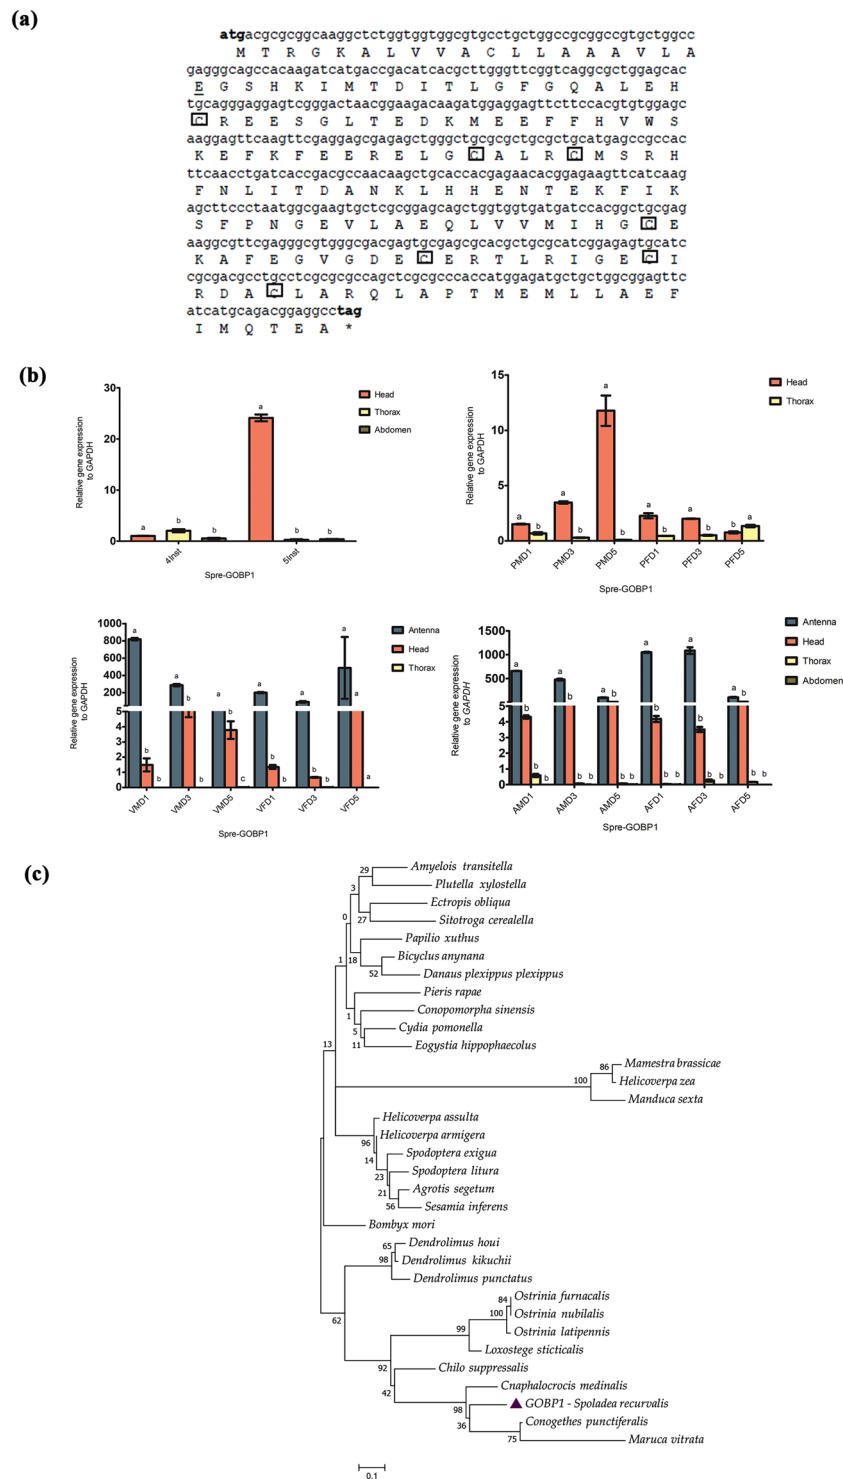 (a)
atgacgcgcggcaaggctctggtggtggcgtgcctgctggccgcggccgtgctggcc
M T R G K A L V V A C L L A A A V L A
gagggcagccacaagatcatgaccgacatcacgcttgggttcggtcaggcgctggagcac
E G S H K I M T D I T L G F G Q A L E H
tgcagggaggagtcgggactaacggaagacaagatggaggagttcttccacgtgtggagc
C R E E S G L T E D K M E E F F H V W S
aaggagttcaagttcgaggagcgagagctgggctgcgcgctgcgctgcatgagccgccac
K E F K F E E R E L G C A L R C M S R H
ttcaacctgatcaccgacgccaacaagctgcaccacgagaacacggagaagttcatcaag
F N L I T D A N K L H H E N T E K F I K
agcttccctaatggcgaagtgctcgcggagcagctggtggtgatgatccacggctgcgag
S F P N G E V L A E Q L V V M I H G C E
aaggcgttcgagggcgtgggcgacgagtgcgagcgcacgctgcgcatcggagagtgcatc
K A F E G V G D E C E R T L R I G E C I
cgcgacgcctgcctcgcgcgccagctcgcgcccaccatggagatgctgctggcggagttc
R D A C L A R Q L A P T M E M L L A E F
atcatgcagacggaggcctag
I M Q T E A *
(b)
Relative gene expression
to GAPDH
30
20
10
0
a
b
b
a
b
b
4Inst
5Inst
Spre-GOBP1
Head
Thorax
Abdomen
Relative gene expression
to GAPDH
15
10
5
0
a
b
a
b
a
b
a
b
a
b
b
a
PMD1
PMD3
PMD5
PFD1
PFD3
PFD5
Spre-GOBP1
Head
Thorax
Relative gene expression
to GAPDH
1000
800
600
400
200
5
4
3
2
1
0
a
b
b
a
b
b
a
b
c
a
b
b
a
b
b
a
a
a
VMD1
VMD3
VMD5
VFD1
VFD3
VFD5
Spre-GOBP1
Antenna
Head
Thorax
Relative gene expression
to GAPDH
1500
1000
500
5
4
3
2
1
0
a
b
b
b
a
b
b
b
a
b
b
b
a
b
b
b
a
b
b
b
a
b
b
b
AMD1
AMD3
AMD5
AFD1
AFD3
AFD5
Spre-GOBP1
Antenna
Head
Thorax
Abdomen
(c)
Amyelois transitella
29
Plutella xylostella
3
Ectropis obliqua
0
27
Sitotroga cerealella
Papilio xuthus
1
18
Bicyclus anynana
52
Danaus plexippus plexippus
Pieris rapae
1
Conopomorpha sinensis
5
Cydia pomonella
13
11
Eogystia hippophaecolus
86
Mamestra brassicae
100
Helicoverpa zea
Manduca sexta
Helicoverpa assulta
96
Helicoverpa armigera
14
Spodoptera exigua
23
Spodoptera litura
21
Agrotis segetum
56
Sesamia inferens
Bombyx mori
65
Dendrolimus houi
98
Dendrolimus kikuchii
Dendrolimus punctatus
62
84
Ostrinia furnacalis
100
Ostrinia nubilalis
99
Ostrinia latipennis
Loxostege sticticalis
92
Chilo suppressalis
42
Cnaphalocrocis medinalis
98
GOBP1 - Spoladea recurvalis
36
Conogethes punctiferalis
75
Maruca vitrata
0.1